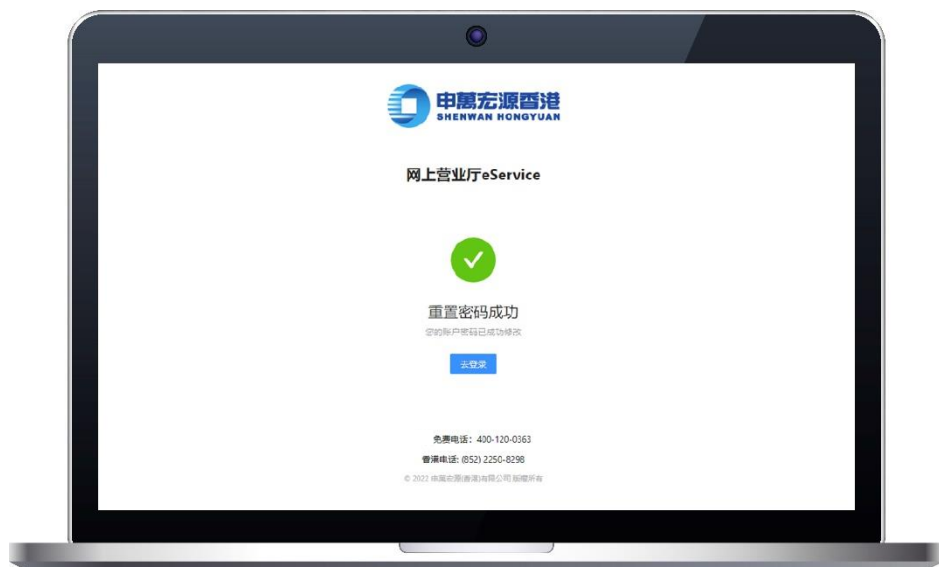 申萬宏源香港
SHENWAN HONGYUAN
网上营业厅eService
重置密码成功
您的账户密码已成功修改
去登录
免费电话：400-120-0363
香港电话: (852) 2250-8298
© 2022 申萬宏源(香港)有限公司 版權所有